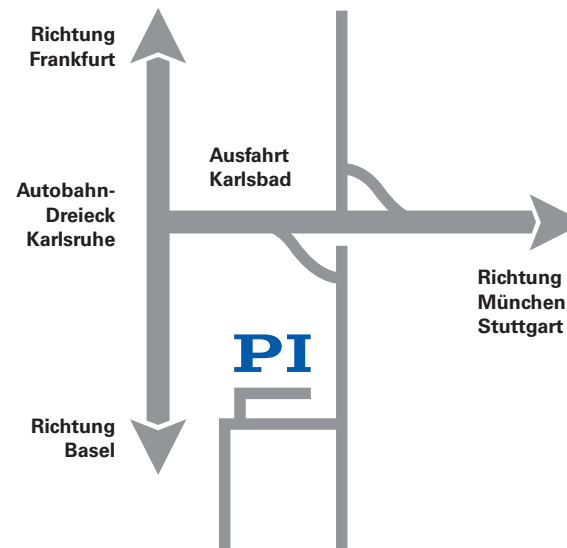 Richtung
Frankfurt
Ausfahrt
Karlsbad
Autobahn-
Dreieck
Karlsruhe
Richtung
München
Stuttgart
PI
Richtung
Basel